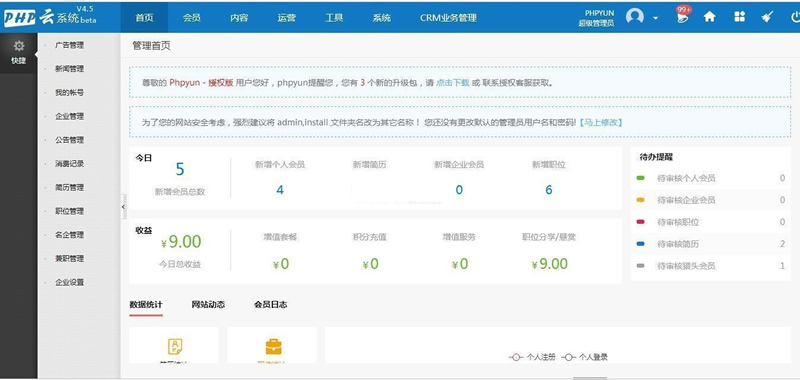 PHP云系统 V4.5 beta
首页 会员 内容 运营 工具 系统 CRM业务管理
PHPYUN
超级管理员
99+
快捷
广告管理
新闻管理
我的帐号
企业管理
公告管理
消费记录
简历管理
职位管理
名企管理
兼职管理
企业设置
管理首页
尊敬的 Phpyun - 授权版 用户您好，phpyun提醒您，您有 3 个新的升级包，请 点击下载 或 联系授权客服获取。
为了您的网站安全考虑，强烈建议将 admin,install 文件夹名改为其它名称！ 您还没有更改默认的管理员用户名和密码!【马上修改】
今日
5
新增会员总数
新增个人会员 新增简历 新增企业会员 新增职位
4 0 6
收益
¥9.00
今日总收益
增值套餐 积分充值 增值服务 职位分享/悬赏
¥0 ¥0 ¥0 ¥9.00
待办提醒
待审核个人会员 0
待审核企业会员 0
待审核职位 0
待审核简历 2
待审核猎头会员 1
数据统计 网站动态 会员日志
个人注册 个人登录